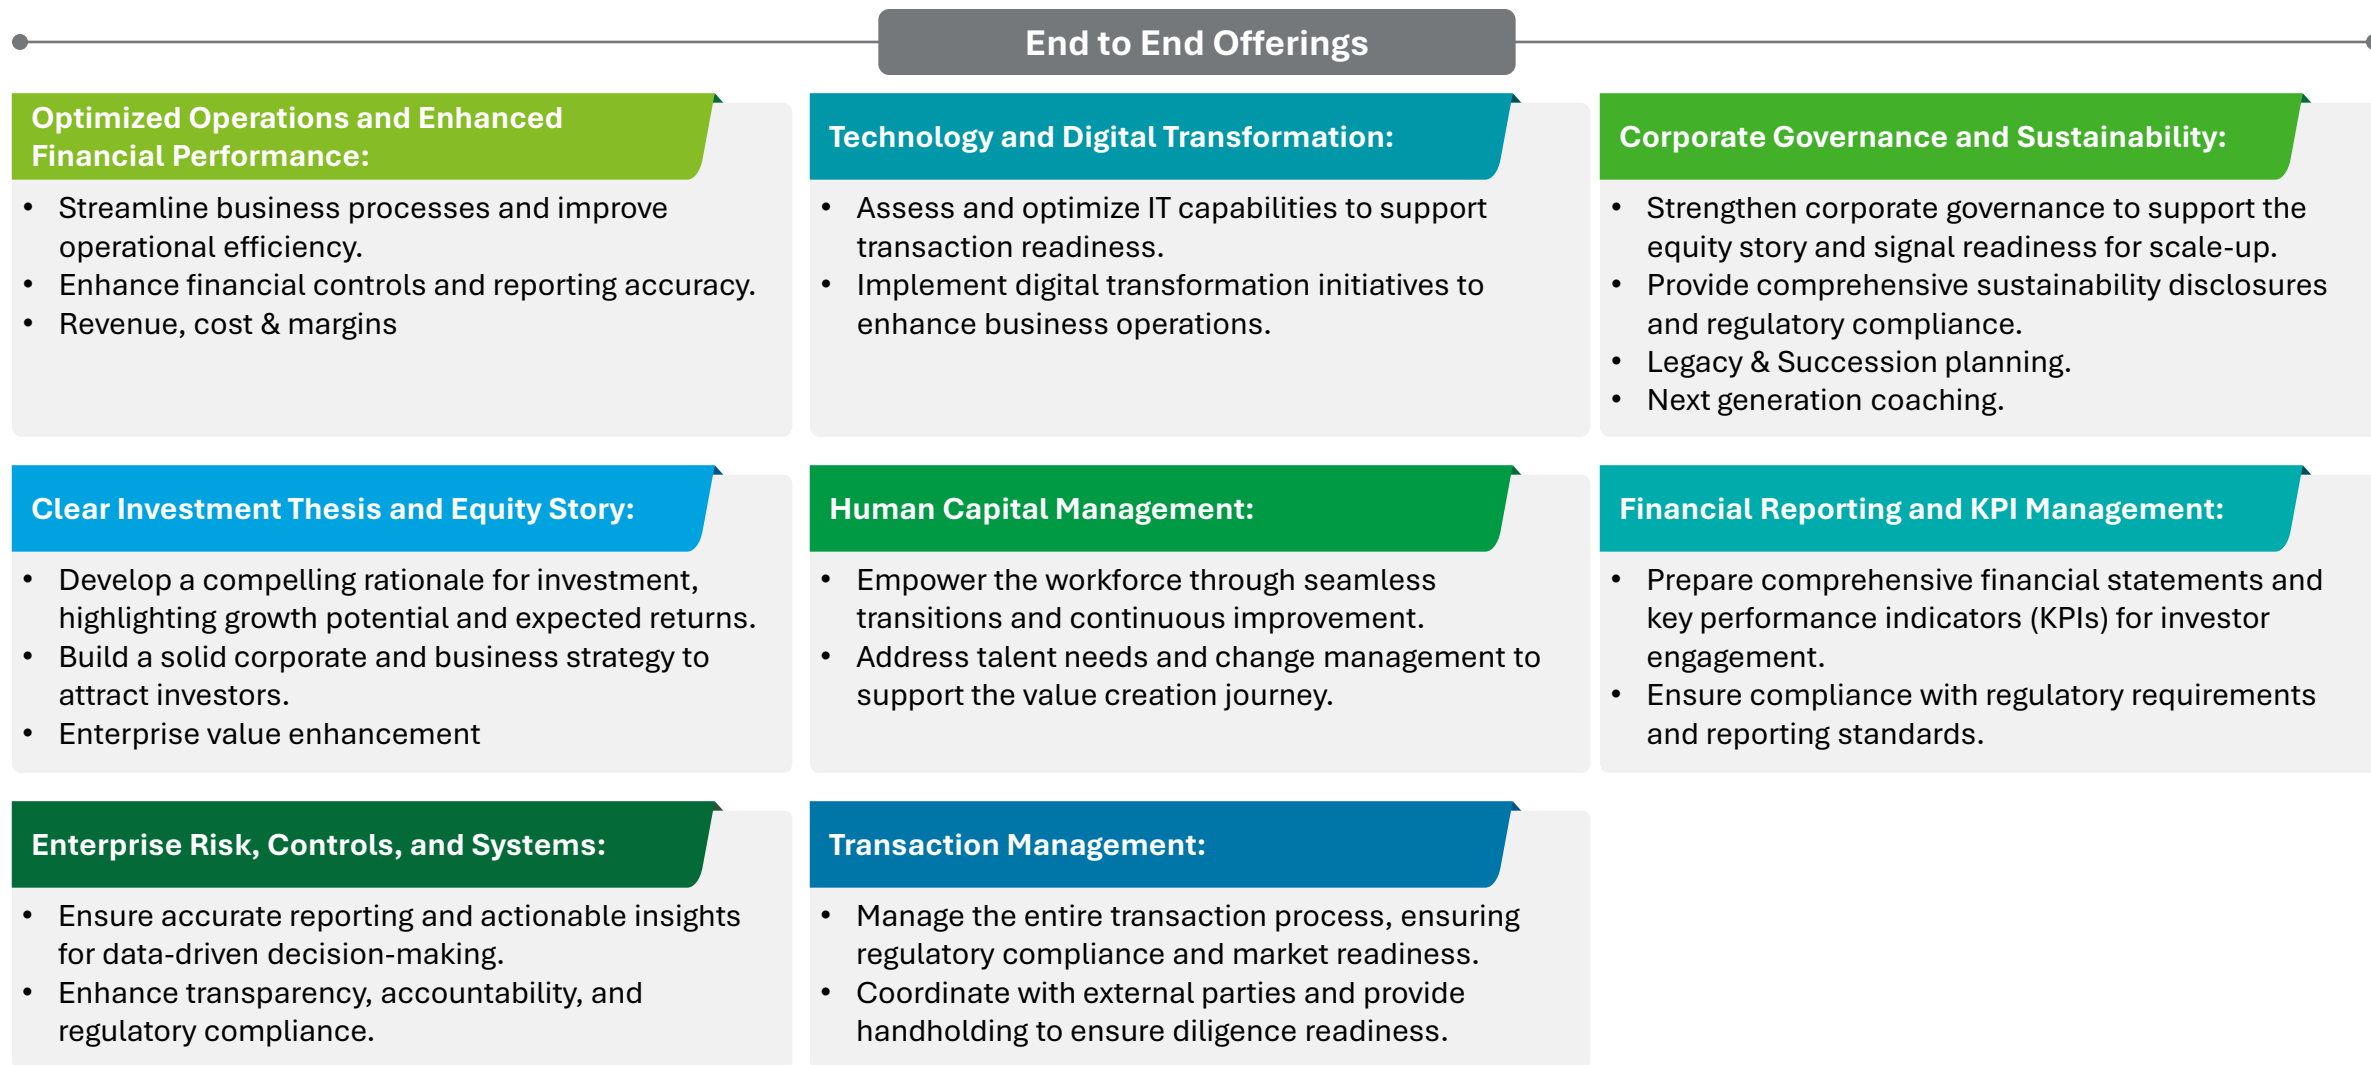 End to End Offerings
Optimized Operations and Enhanced
Financial Performance:
• Streamline business processes and improve
operational efficiency.
• Enhance financial controls and reporting accuracy.
• Revenue, cost & margins
Technology and Digital Transformation:
• Assess and optimize IT capabilities to support
transaction readiness.
• Implement digital transformation initiatives to
enhance business operations.
Corporate Governance and Sustainability:
• Strengthen corporate governance to support the
equity story and signal readiness for scale-up.
• Provide comprehensive sustainability disclosures
and regulatory compliance.
• Legacy & Succession planning.
• Next generation coaching.
Clear Investment Thesis and Equity Story:
• Develop a compelling rationale for investment,
highlighting growth potential and expected returns.
• Build a solid corporate and business strategy to
attract investors.
• Enterprise value enhancement
Human Capital Management:
• Empower the workforce through seamless
transitions and continuous improvement.
• Address talent needs and change management to
support the value creation journey.
Financial Reporting and KPI Management:
• Prepare comprehensive financial statements and
key performance indicators (KPIs) for investor
engagement.
• Ensure compliance with regulatory requirements
and reporting standards.
Enterprise Risk, Controls, and Systems:
• Ensure accurate reporting and actionable insights
for data-driven decision-making.
• Enhance transparency, accountability, and
regulatory compliance.
Transaction Management:
• Manage the entire transaction process, ensuring
regulatory compliance and market readiness.
• Coordinate with external parties and provide
handholding to ensure diligence readiness.